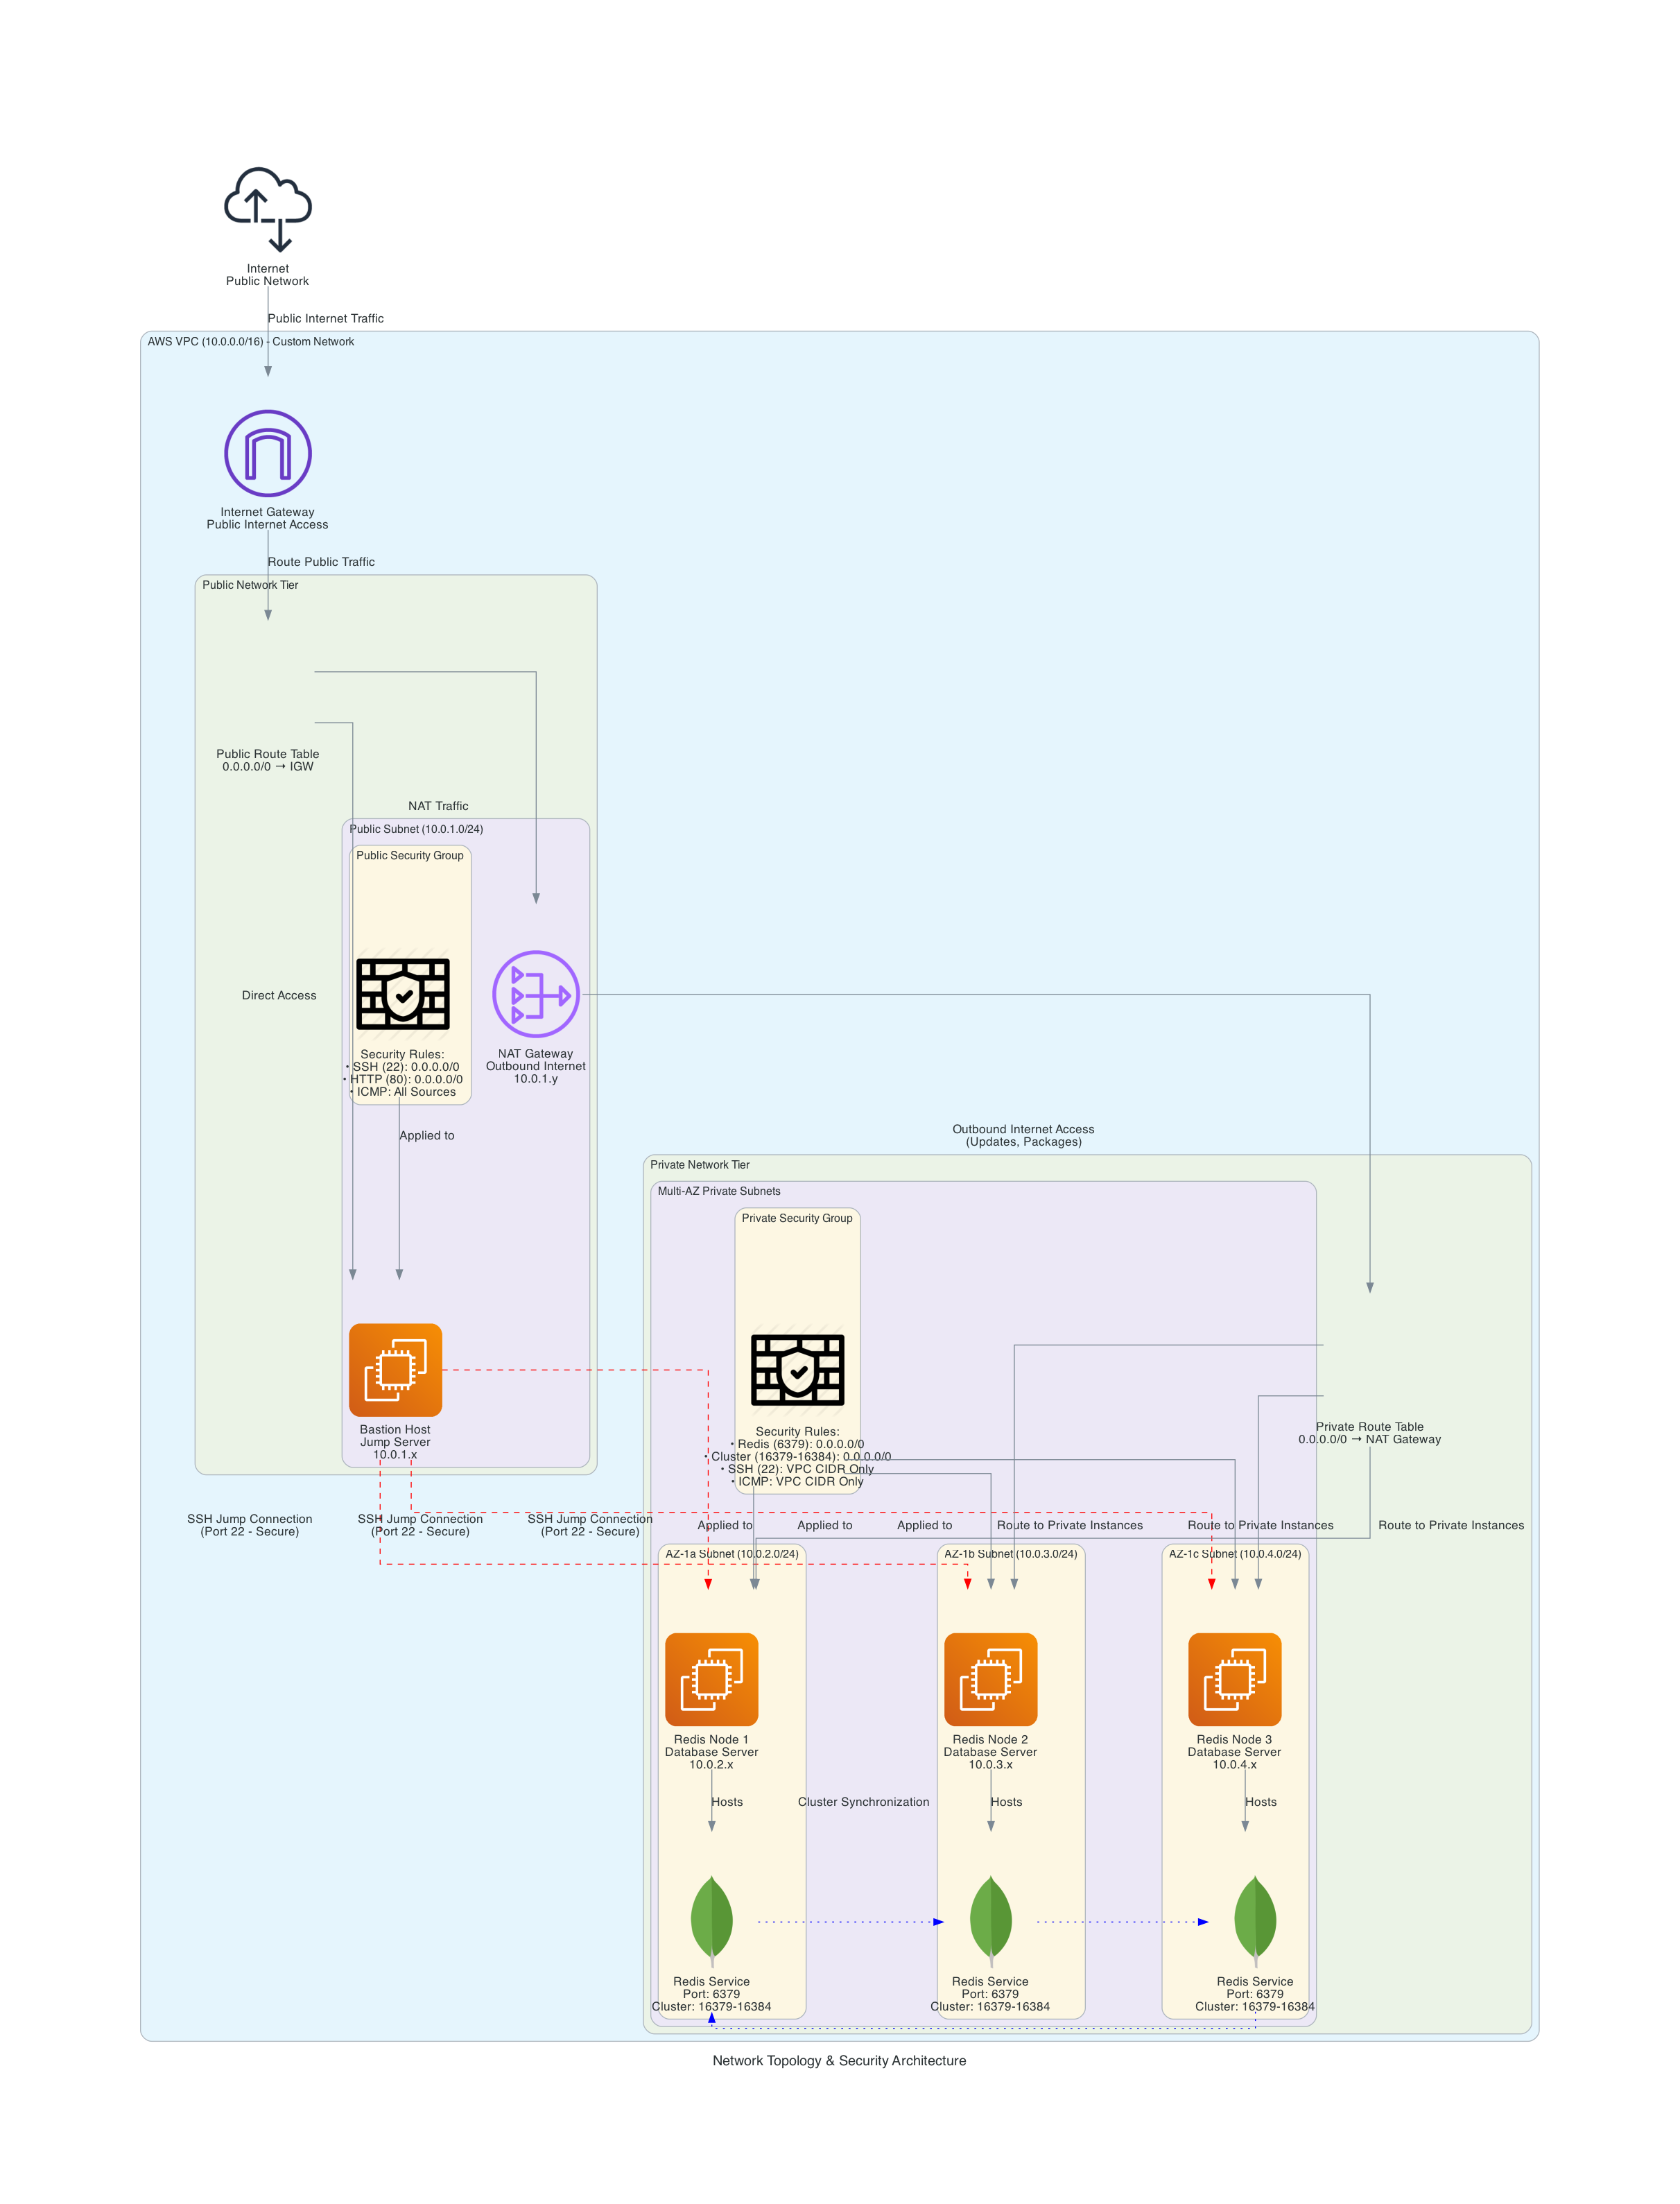 Internet
Public Network
Public Internet Traffic
AWS VPC (10.0.0.0/16) - Custom Network
Internet Gateway
Public Internet Access
Route Public Traffic
Public Network Tier
Public Route Table
0.0.0.0/0 → IGW
NAT Traffic
Public Subnet (10.0.1.0/24)
Public Security Group
Direct Access
Security Rules:
• SSH (22): 0.0.0.0/0
• HTTP (80): 0.0.0.0/0
• ICMP: All Sources
NAT Gateway
Outbound Internet
10.0.1.y
Applied to
Outbound Internet Access
(Updates, Packages)
Private Network Tier
Multi-AZ Private Subnets
Private Security Group
Bastion Host
Jump Server
10.0.1.x
Security Rules:
• Redis (6379): 0.0.0.0/0
• Cluster (16379-16384): 0.0.0.0/0
• SSH (22): VPC CIDR Only
• ICMP: VPC CIDR Only
Private Route Table
0.0.0.0/0 → NAT Gateway
SSH Jump Connection
(Port 22 - Secure)
SSH Jump Connection
(Port 22 - Secure)
SSH Jump Connection
(Port 22 - Secure)
Applied to
Applied to
Applied to
Route to Private Instances
Route to Private Instances
Route to Private Instances
AZ-1a Subnet (10.0.2.0/24)
AZ-1b Subnet (10.0.3.0/24)
AZ-1c Subnet (10.0.4.0/24)
Redis Node 1
Database Server
10.0.2.x
Redis Node 2
Database Server
10.0.3.x
Redis Node 3
Database Server
10.0.4.x
Hosts
Cluster Synchronization
Hosts
Hosts
Redis Service
Port: 6379
Cluster: 16379-16384
Redis Service
Port: 6379
Cluster: 16379-16384
Redis Service
Port: 6379
Cluster: 16379-16384
Network Topology & Security Architecture